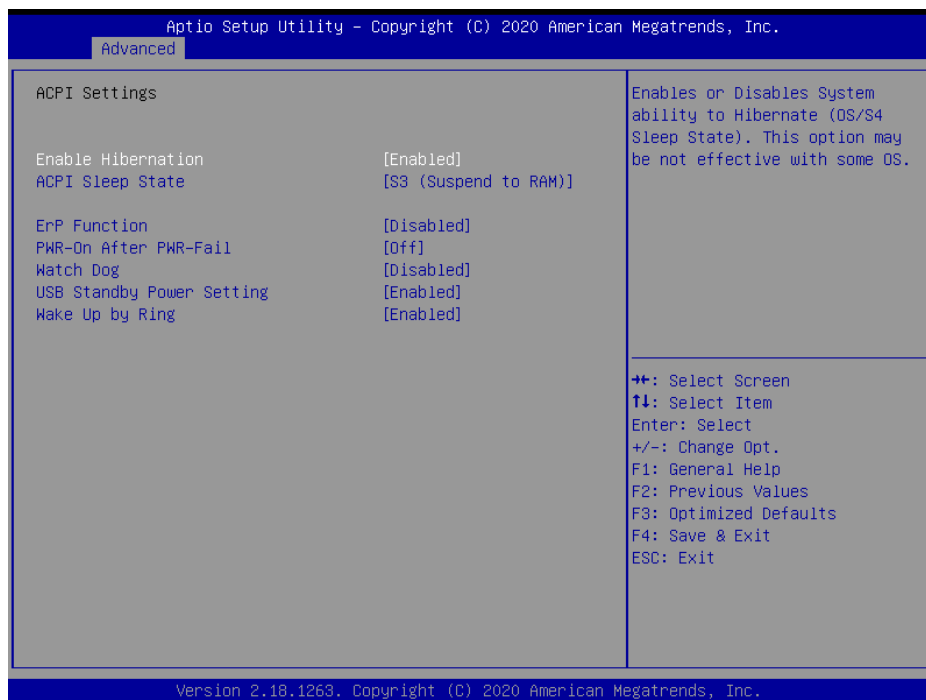 Aptio Setup Utility – Copyright (C) 2020 American Megatrends, Inc.
Advanced
ACPI Settings
Enable Hibernation [Enabled]
ACPI Sleep State [S3 (Suspend to RAM)]
ErP Function [Disabled]
PWR-On After PWR-Fail [Off]
Watch Dog [Disabled]
USB Standby Power Setting [Enabled]
Wake Up by Ring [Enabled]
Enables or Disables System
ability to Hibernate (OS/S4
Sleep State). This option may
be not effective with some OS.
→←: Select Screen
↑↓: Select Item
Enter: Select
+/-: Change Opt.
F1: General Help
F2: Previous Values
F3: Optimized Defaults
F4: Save & Exit
ESC: Exit
Version 2.18.1263. Copyright (C) 2020 American Megatrends, Inc.